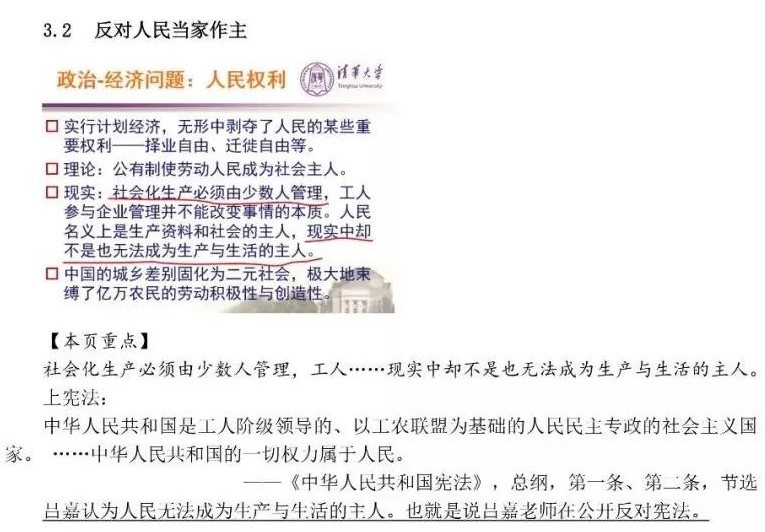 3.2 反对人民当家作主
政治-经济问题：人民权利
清华大学
Tsinghua University
□ 实行计划经济，无形中剥夺了人民的某些重
要权利——择业自由、迁徙自由等。
□ 理论：公有制使劳动人民成为社会主人。
□ 现实：社会化生产必须由少数人管理，工人
参与企业管理并不能改变事情的本质。人民
名义上是生产资料和社会的主人，现实中却
不是也无法成为生产与生活的主人。
□ 中国的城乡差别固化为二元社会，极大地束
缚了亿万农民的劳动积极性与创造性。
【本页重点】
社会化生产必须由少数人管理，工人……现实中却不是也无法成为生产与生活的主人。
上宪法：
中华人民共和国是工人阶级领导的、以工农联盟为基础的人民民主专政的社会主义国
家。 ……中华人民共和国的一切权力属于人民。
——《中华人民共和国宪法》，总纲，第一条、第二条，节选
吕嘉认为人民无法成为生产与生活的主人。也就是说吕嘉老师在公开反对宪法。